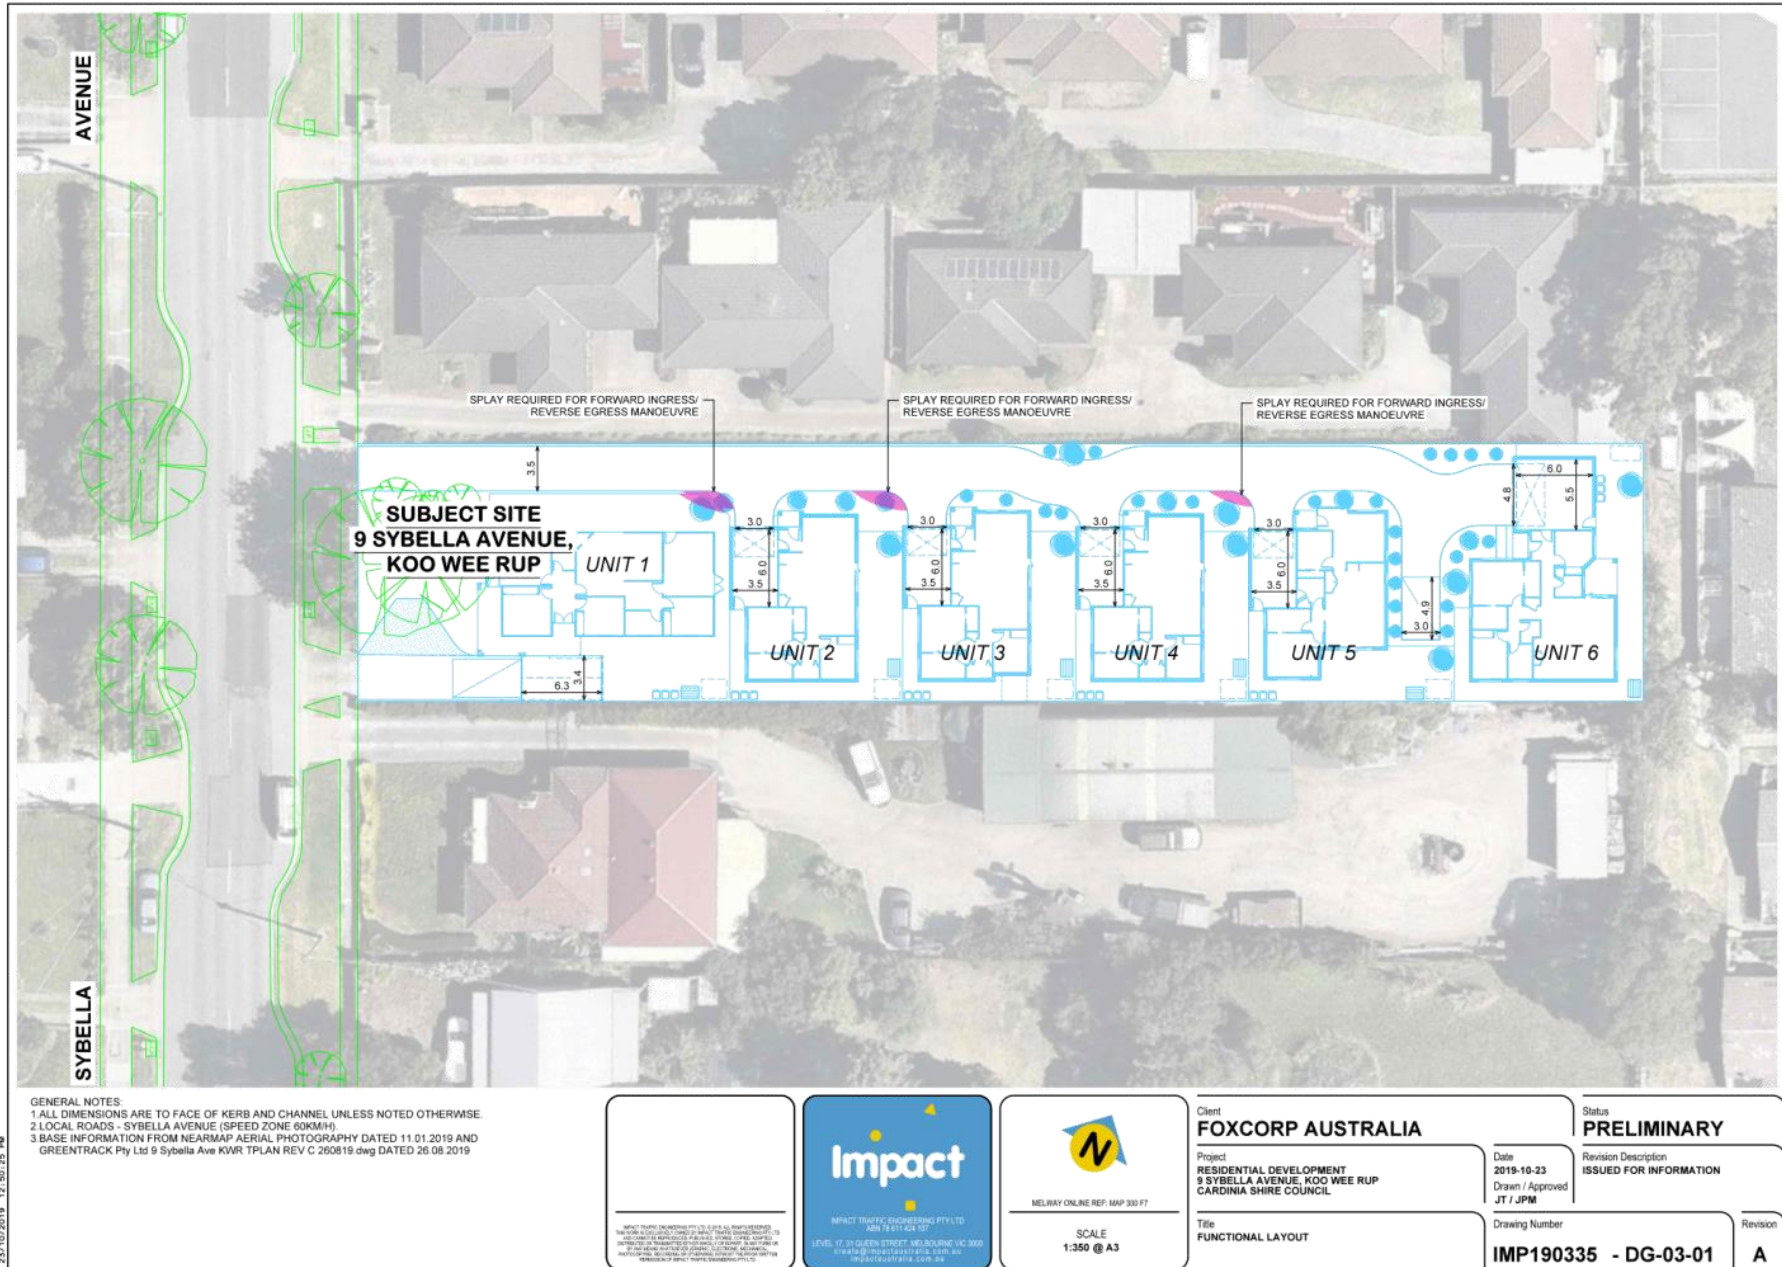 AVENUE
SPLAY REQUIRED FOR FORWARD INGRESS/
REVERSE EGRESS MANOEUVRE
SPLAY REQUIRED FOR FORWARD INGRESS/
REVERSE EGRESS MANOEUVRE
SPLAY REQUIRED FOR FORWARD INGRESS/
REVERSE EGRESS MANOEUVRE
3.5
6.0
4.8
5.5
SUBJECT SITE
9 SYBELLA AVENUE,
KOO WEE RUP
3.0
3.0
3.0
3.0
UNIT 1
6.0
6.0
6.0
6.0
3.5
3.5
3.5
3.5
4.9
3.0
UNIT 2
UNIT 3
UNIT 4
UNIT 5
UNIT 6
6.3
3.4
SYBELLA
GENERAL NOTES:
1.ALL DIMENSIONS ARE TO FACE OF KERB AND CHANNEL UNLESS NOTED OTHERWISE.
2.LOCAL ROADS - SYBELLA AVENUE (SPEED ZONE 60KM/H).
3.BASE INFORMATION FROM NEARMAP AERIAL PHOTOGRAPHY DATED 11.01.2019 AND
GREENTRACK Pty Ltd 9 Sybella Ave KWR TPLAN REV C 260819.dwg DATED 26.08.2019
Impact
IMPACT TRAFFIC ENGINEERING PTY LTD
LEVEL 17, 31 QUEEN STREET, MELBOURNE VIC 3000
create@impactaustralia.com.au
impactaustralia.com.au
N
MELWAY ONLINE REF: MAP 300 F7
SCALE
1:350 @ A3
Client
FOXCORP AUSTRALIA
Status
PRELIMINARY
Project
RESIDENTIAL DEVELOPMENT
9 SYBELLA AVENUE, KOO WEE RUP
CARDINIA SHIRE COUNCIL
Date
2019-10-23
Drawn / Approved
JT / JPM
Revision Description
ISSUED FOR INFORMATION
Title
FUNCTIONAL LAYOUT
Drawing Number
IMP190335 - DG-03-01
Revision
A